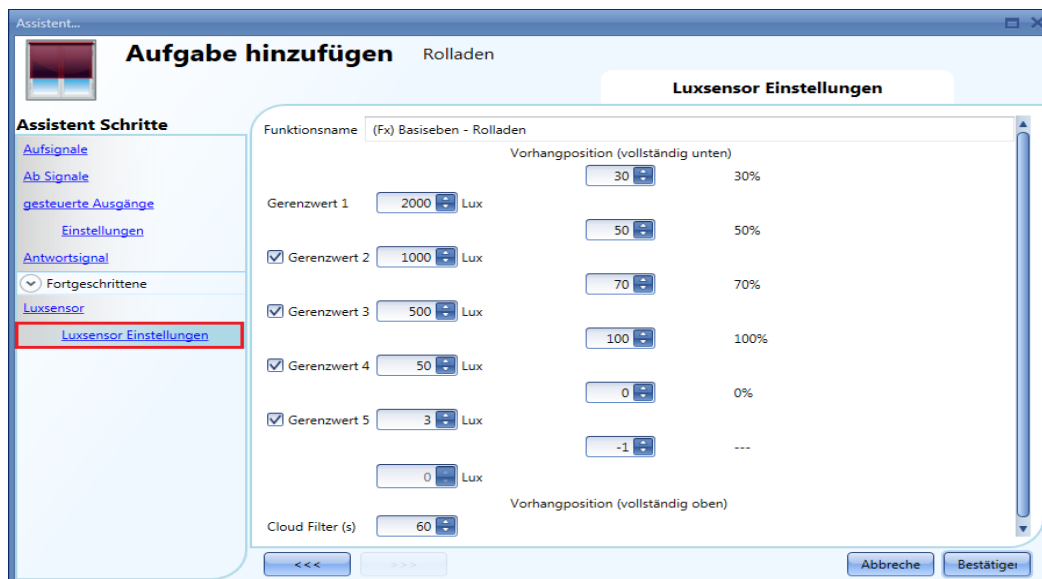 Assistent...
Aufgabe hinzufügen Rolladen
Luxsensor Einstellungen
Assistent Schritte
Aufsignale
Ab Signale
gesteuerte Ausgänge
Einstellungen
Antwortsignal
Fortgeschrittene
Luxsensor
Luxsensor Einstellungen
Funktionsname (Fx) Basiseben - Rolladen
Vorhangposition (vollständig unten)
30 30%
Gerenzwert 1 2000 Lux
50 50%
Gerenzwert 2 1000 Lux
70 70%
Gerenzwert 3 500 Lux
100 100%
Gerenzwert 4 50 Lux
0 0%
Gerenzwert 5 3 Lux
-1 ---
0 Lux
Vorhangposition (vollständig oben)
Cloud Filter (s) 60
<<< >>> Abbreche Bestätiger